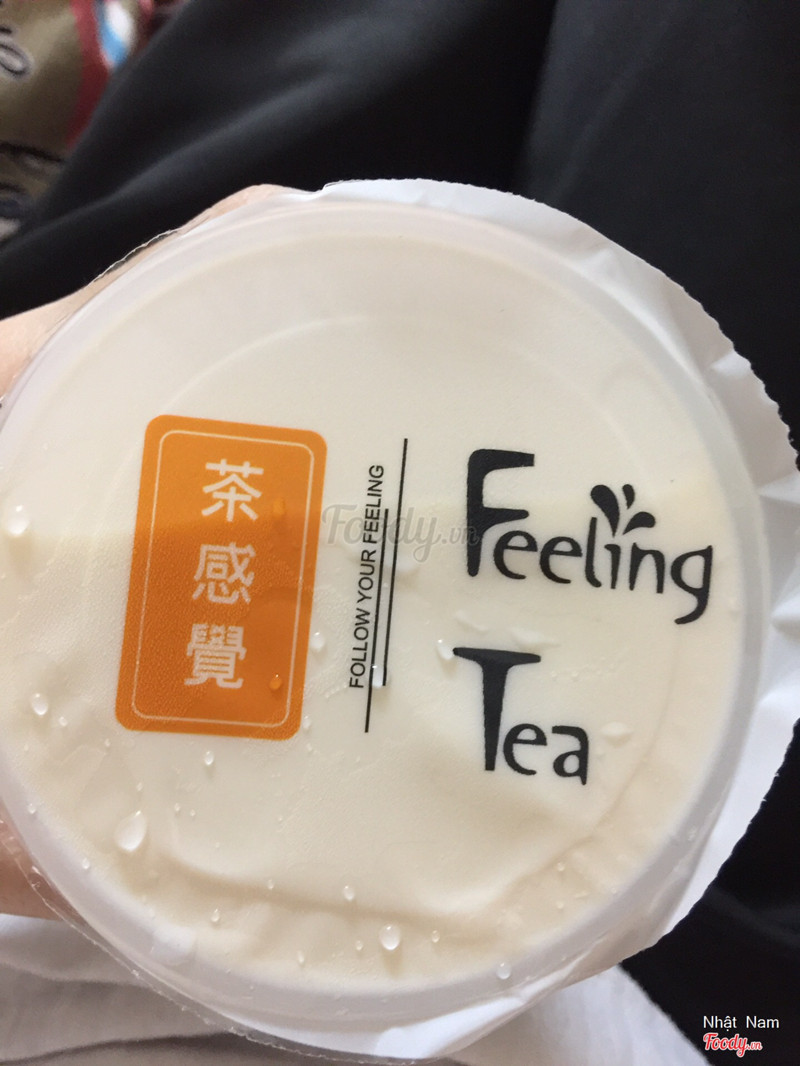 茶感覺
FOLLOW YOUR FEELING
Feeling
Tea
Foody.vn
Nhật Nam
Foody.vn